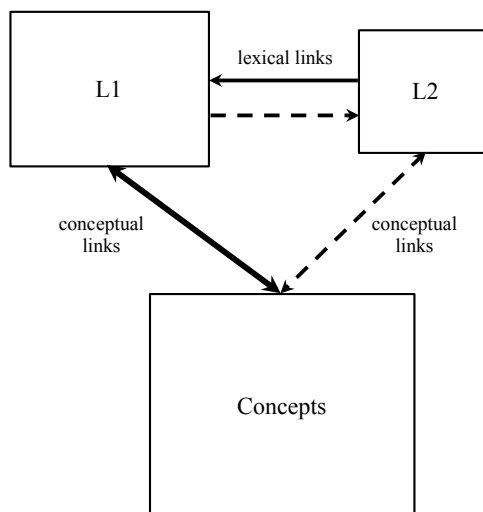 lexical links
L1
L2
conceptual
links
conceptual
links
Concepts